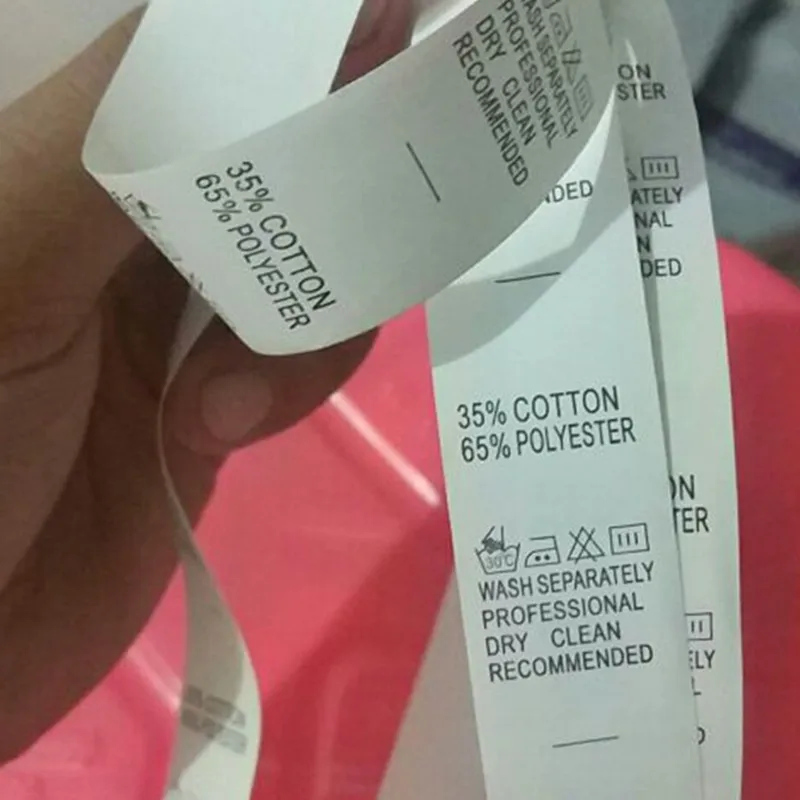 WASH SEPARATELY
PROFESSIONAL
DRY CLEAN
RECOMMENDED
35% COTTON
65% POLYESTER
ON
STER
ATELY
NAL
N
DED
NDED
35% COTTON
65% POLYESTER
30°C
WASH SEPARATELY
PROFESSIONAL
DRY CLEAN
RECOMMENDED
ON
TER
ELY
L
D